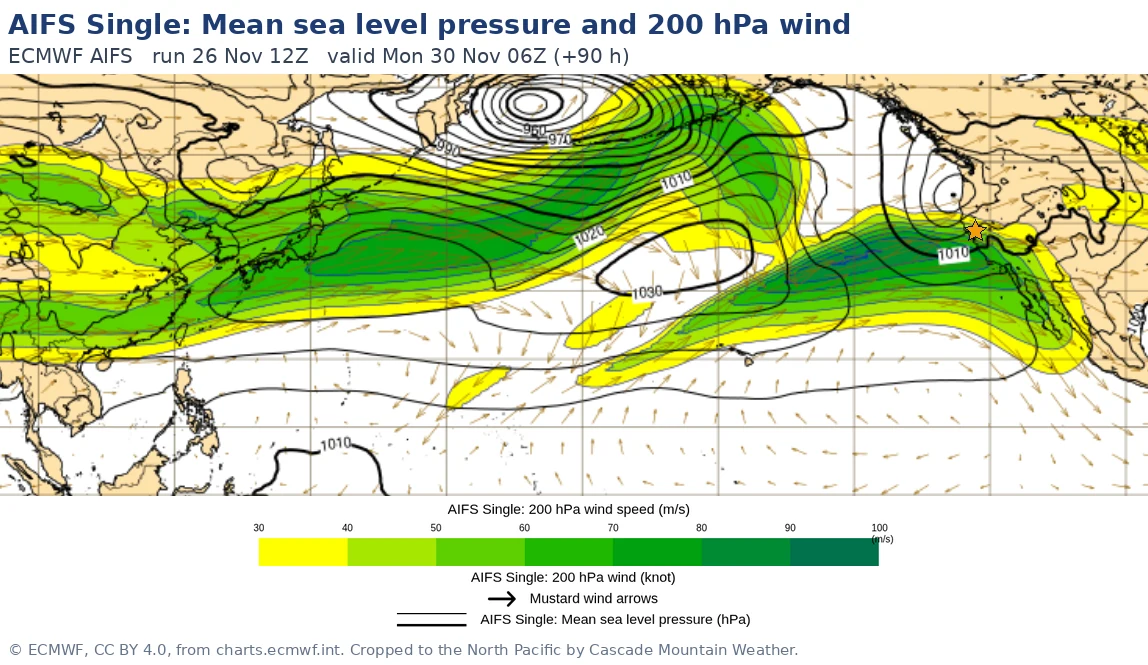 AIFS Single: Mean sea level pressure and 200 hPa wind
ECMWF AIFS run 26 Nov 12Z valid Mon 30 Nov 06Z (+90 h)
960
970
990
1010
1020
1030
1010
1010
AIFS Single: 200 hPa wind speed (m/s)
30 40 50 60 70 80 90 100
(m/s)
AIFS Single: 200 hPa wind (knot)
Mustard wind arrows
AIFS Single: Mean sea level pressure (hPa)
© ECMWF, CC BY 4.0, from charts.ecmwf.int. Cropped to the North Pacific by Cascade Mountain Weather.